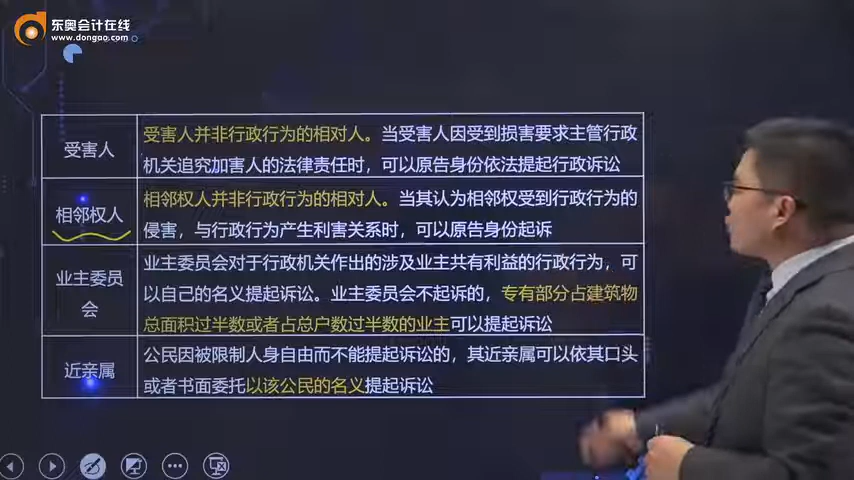 东奥会计在线
www.dongao.com
受害人
受害人并非行政行为的相对人。当受害人因受到损害要求主管行政
机关追究加害人的法律责任时，可以原告身份依法提起行政诉讼
相邻权人
相邻权人并非行政行为的相对人。当其认为相邻权受到行政行为的
侵害，与行政行为产生利害关系时，可以原告身份起诉
业主委员
会
业主委员会对于行政机关作出的涉及业主共有利益的行政行为，可
以自己的名义提起诉讼。业主委员会不起诉的，专有部分占建筑物
总面积过半数或者占总户数过半数的业主可以提起诉讼
近亲属
公民因被限制人身自由而不能提起诉讼的，其近亲属可以依其口头
或者书面委托以该公民的名义提起诉讼